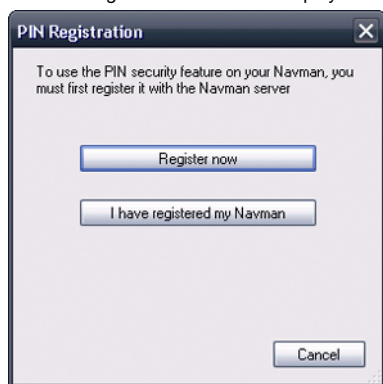 PIN Registration
To use the PIN security feature on your Navman, you
must first register it with the Navman server
Register now
I have registered my Navman
Cancel